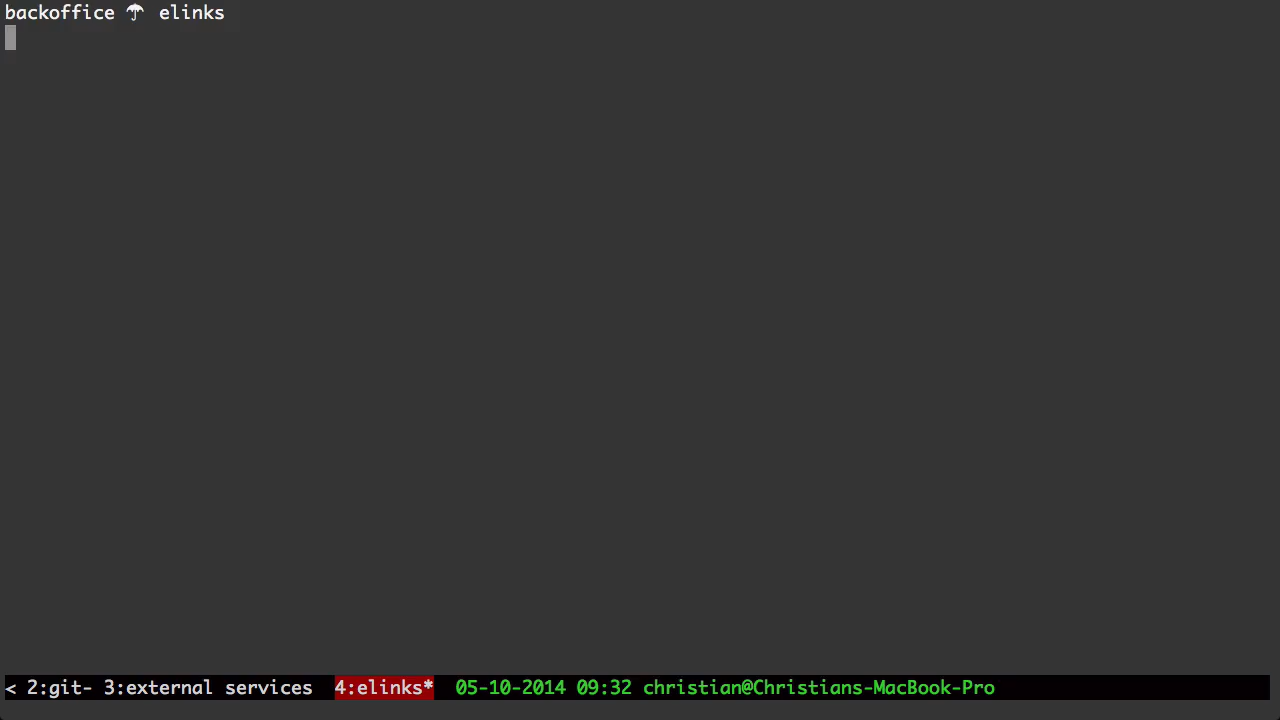 backoffice ☂ elinks
< 2:git- 3:external services  4:elinks*  05-10-2014 09:32 christian@Christians-MacBook-Pro